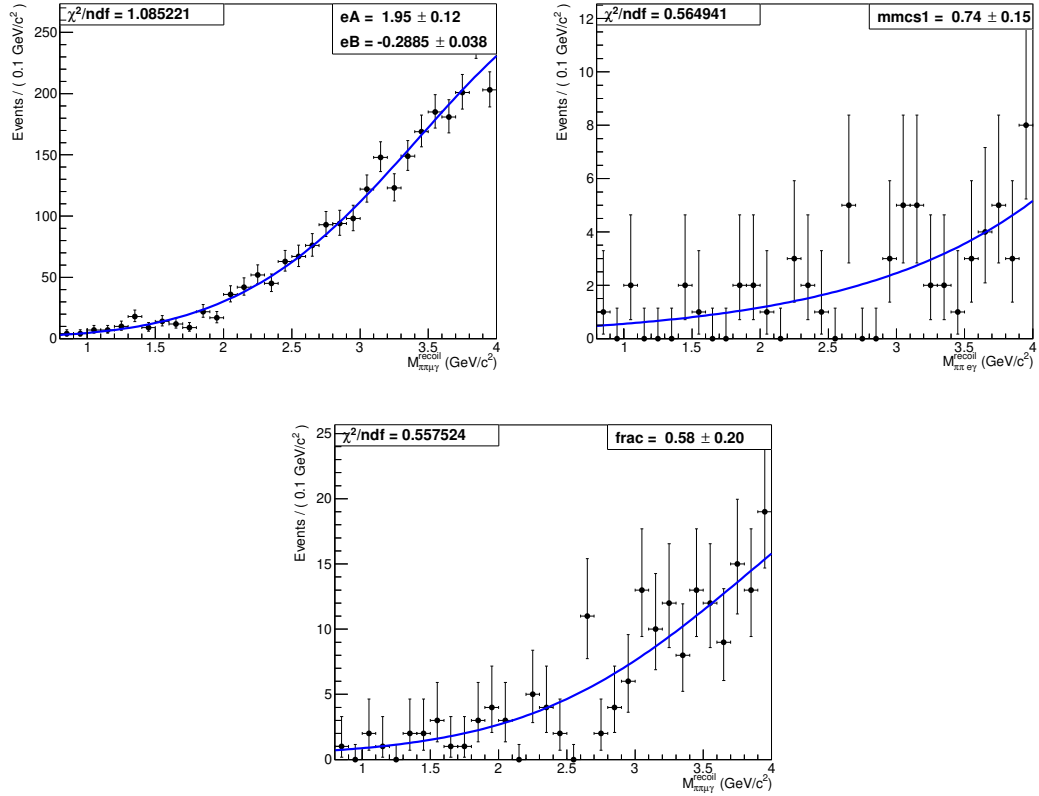 χ²/ndf = 1.085221
eA = 1.95 ± 0.12
eB = -0.2885 ± 0.038
Events / ( 0.1 GeV/c² )
250
200
150
100
50
0
1 1.5 2 2.5 3 3.5 4
M^recoil_ππμγ (GeV/c²)
χ²/ndf = 0.564941
mmcs1 = 0.74 ± 0.15
Events / ( 0.1 GeV/c² )
12
10
8
6
4
2
0
1 1.5 2 2.5 3 3.5 4
M^recoil_ππ eγ (GeV/c²)
χ²/ndf = 0.557524
frac = 0.58 ± 0.20
Events / ( 0.1 GeV/c² )
25
20
15
10
5
0
1 1.5 2 2.5 3 3.5 4
M^recoil_ππμγ (GeV/c²)